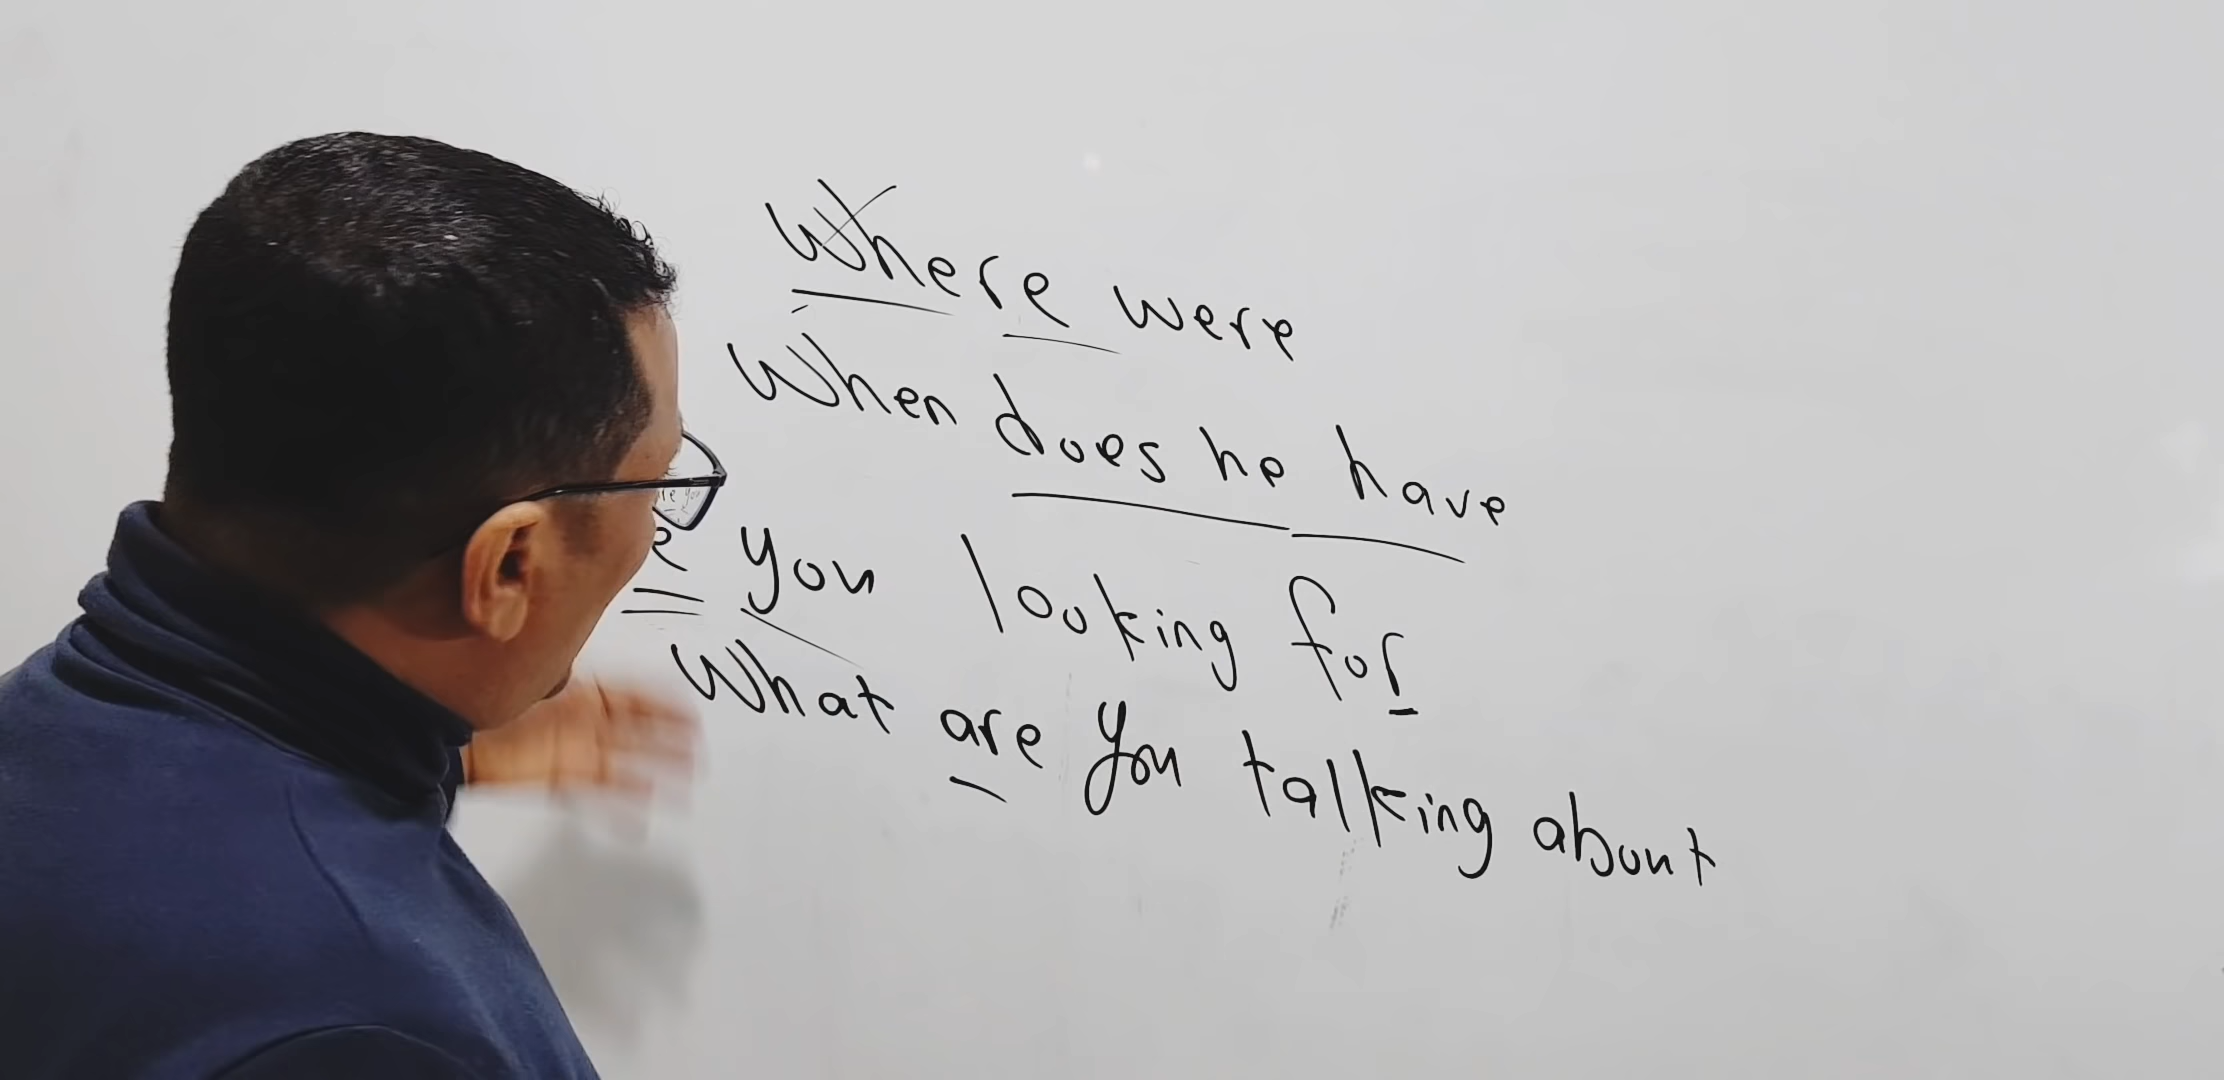 Where were
When does he have
you looking for
What are you talking about